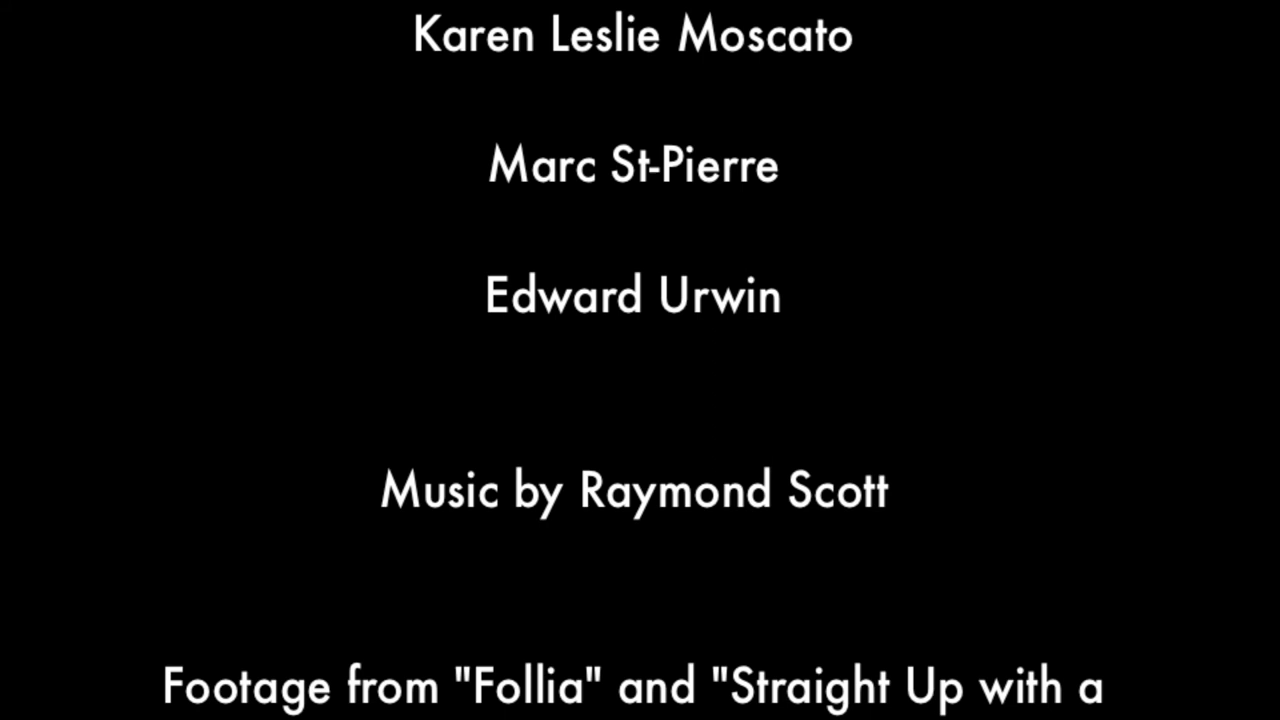 Karen Leslie Moscato
Marc St-Pierre
Edward Urwin
Music by Raymond Scott
Footage from "Follia" and "Straight Up with a